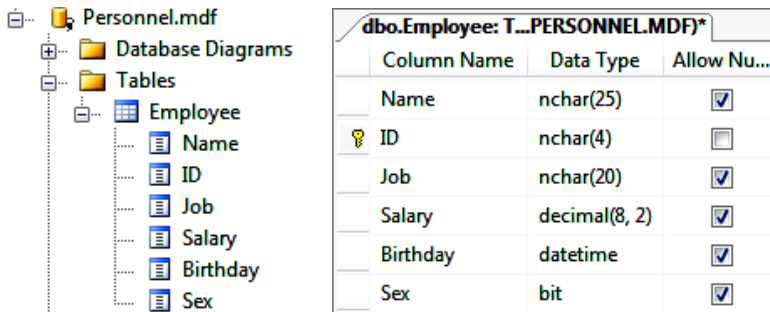 Personnel.mdf
Database Diagrams
Tables
Employee
Name
ID
Job
Salary
Birthday
Sex
dbo.Employee: T...PERSONNEL.MDF)*
Column Name Data Type Allow Nu...
Name nchar(25)
ID nchar(4)
Job nchar(20)
Salary decimal(8, 2)
Birthday datetime
Sex bit